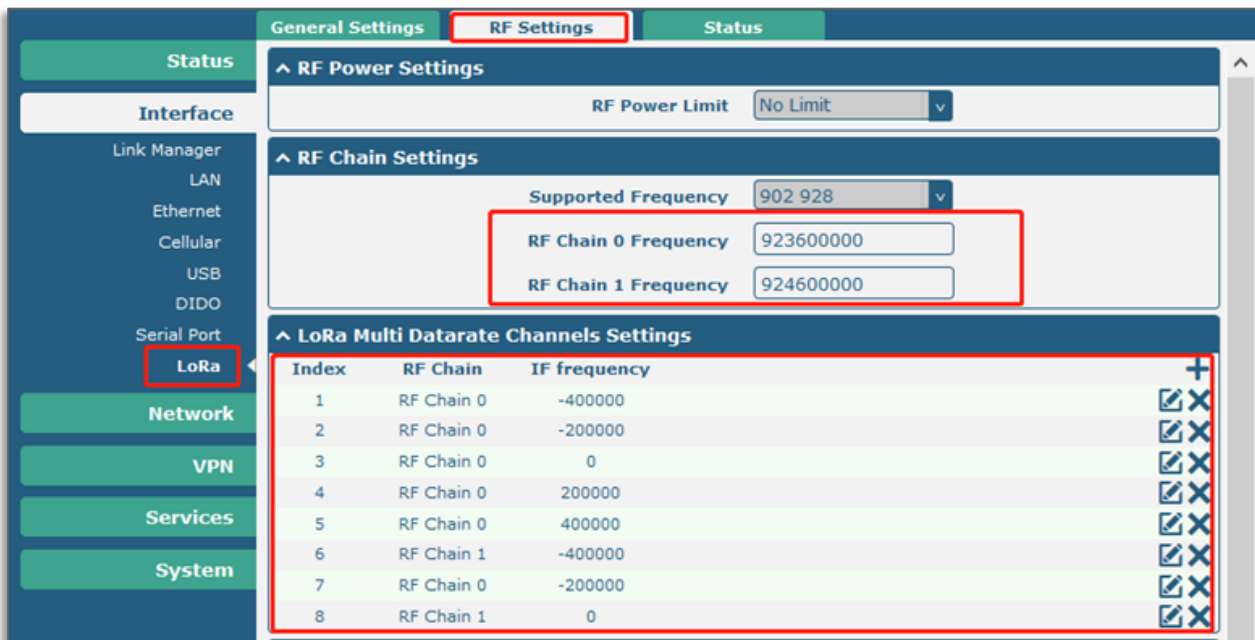 General Settings RF Settings Status
Status
Interface
Link Manager
LAN
Ethernet
Cellular
USB
DIDO
Serial Port
LoRa
Network
VPN
Services
System
RF Power Settings
RF Power Limit No Limit
RF Chain Settings
Supported Frequency 902 928
RF Chain 0 Frequency 923600000
RF Chain 1 Frequency 924600000
LoRa Multi Datarate Channels Settings
Index RF Chain IF frequency
1 RF Chain 0 -400000
2 RF Chain 0 -200000
3 RF Chain 0 0
4 RF Chain 0 200000
5 RF Chain 0 400000
6 RF Chain 1 -400000
7 RF Chain 0 -200000
8 RF Chain 1 0